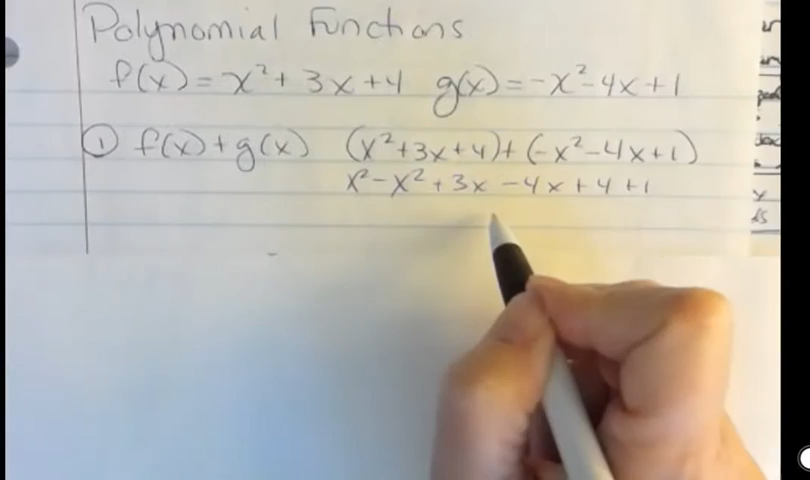 Polynomial Functions
f(x) = x² + 3x + 4 g(x) = -x² - 4x + 1
① f(x) + g(x) (x² + 3x + 4) + (-x² - 4x + 1)
x² - x² + 3x - 4x + 4 + 1